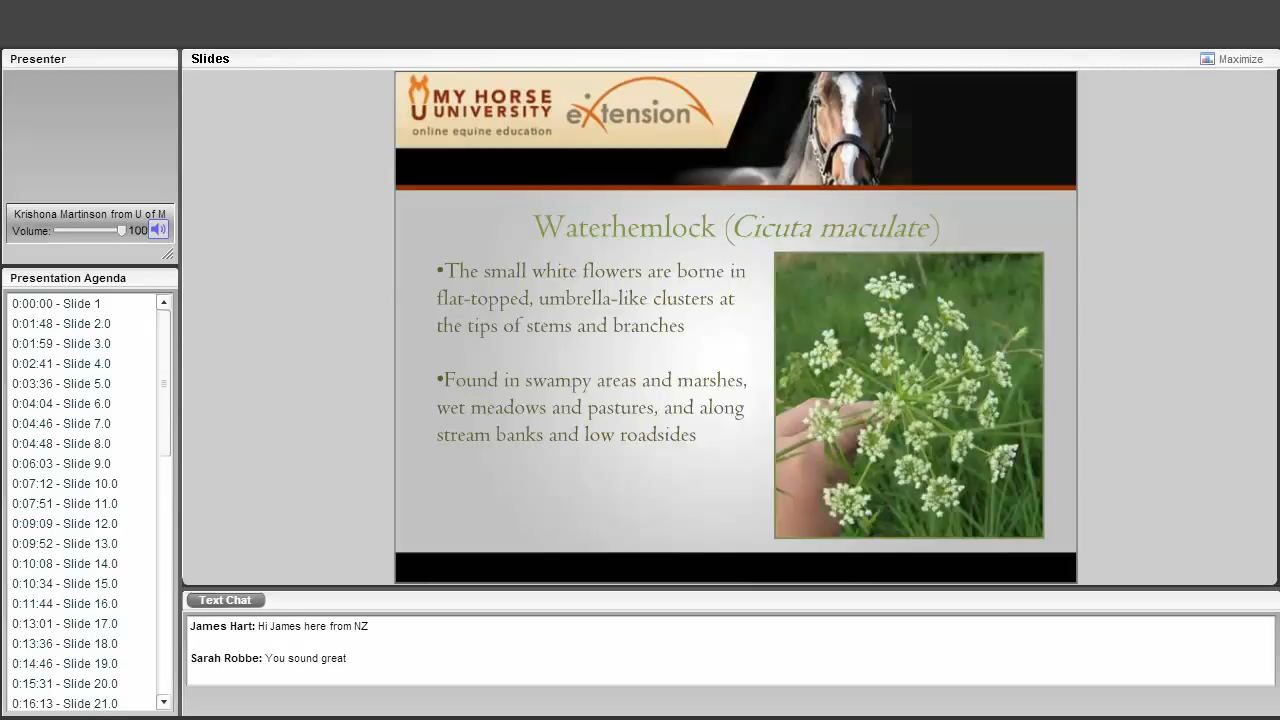 Presenter
Slides
Maximize
MY HORSE
UNIVERSITY
online equine education
eXtension
Krishona Martinson from U of M
Volume: 100
Presentation Agenda
0:00:00 - Slide 1
0:01:48 - Slide 2.0
0:01:59 - Slide 3.0
0:02:41 - Slide 4.0
0:03:36 - Slide 5.0
0:04:04 - Slide 6.0
0:04:46 - Slide 7.0
0:04:48 - Slide 8.0
0:06:03 - Slide 9.0
0:07:12 - Slide 10.0
0:07:51 - Slide 11.0
0:09:09 - Slide 12.0
0:09:52 - Slide 13.0
0:10:08 - Slide 14.0
0:10:34 - Slide 15.0
0:11:44 - Slide 16.0
0:13:01 - Slide 17.0
0:13:36 - Slide 18.0
0:14:46 - Slide 19.0
0:15:31 - Slide 20.0
0:16:13 - Slide 21.0
Waterhemlock (Cicuta maculate)
•The small white flowers are borne in
flat-topped, umbrella-like clusters at
the tips of stems and branches
•Found in swampy areas and marshes,
wet meadows and pastures, and along
stream banks and low roadsides
Text Chat
James Hart: Hi James here from NZ
Sarah Robbe: You sound great